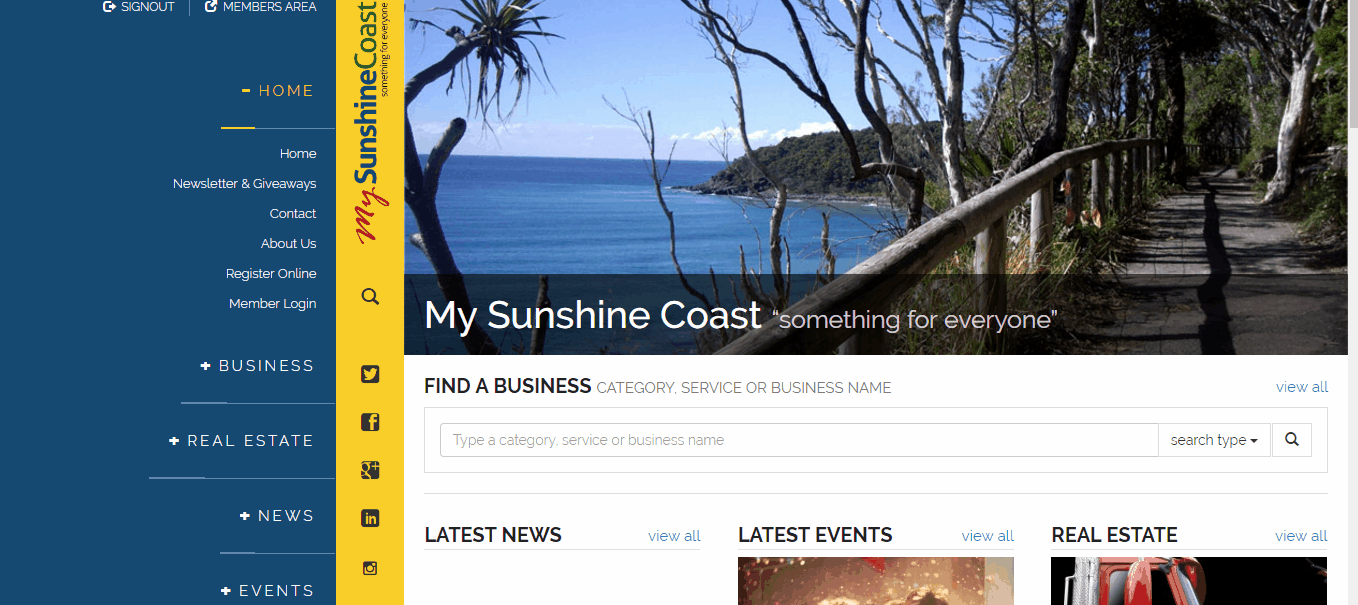 SIGNOUT
MEMBERS AREA
HOME
Home
Newsletter & Giveaways
Contact
About Us
Register Online
Member Login
+ BUSINESS
+ REAL ESTATE
+ NEWS
+ EVENTS
My SunshineCoast
something for everyone
My Sunshine Coast "something for everyone"
FIND A BUSINESS CATEGORY, SERVICE OR BUSINESS NAME
view all
Type a category, service or business name
search type
LATEST NEWS
view all
LATEST EVENTS
view all
REAL ESTATE
view all